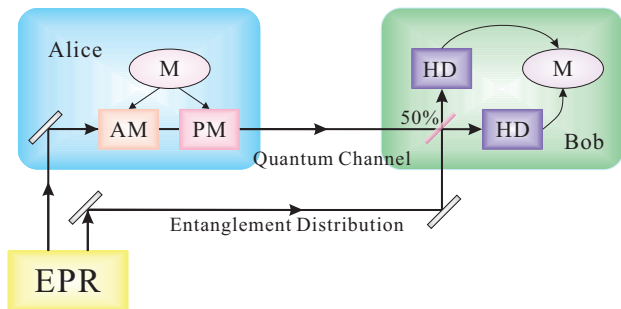 Alice
M
AM
PM
HD
M
50%
HD
Bob
Quantum Channel
Entanglement Distribution
EPR